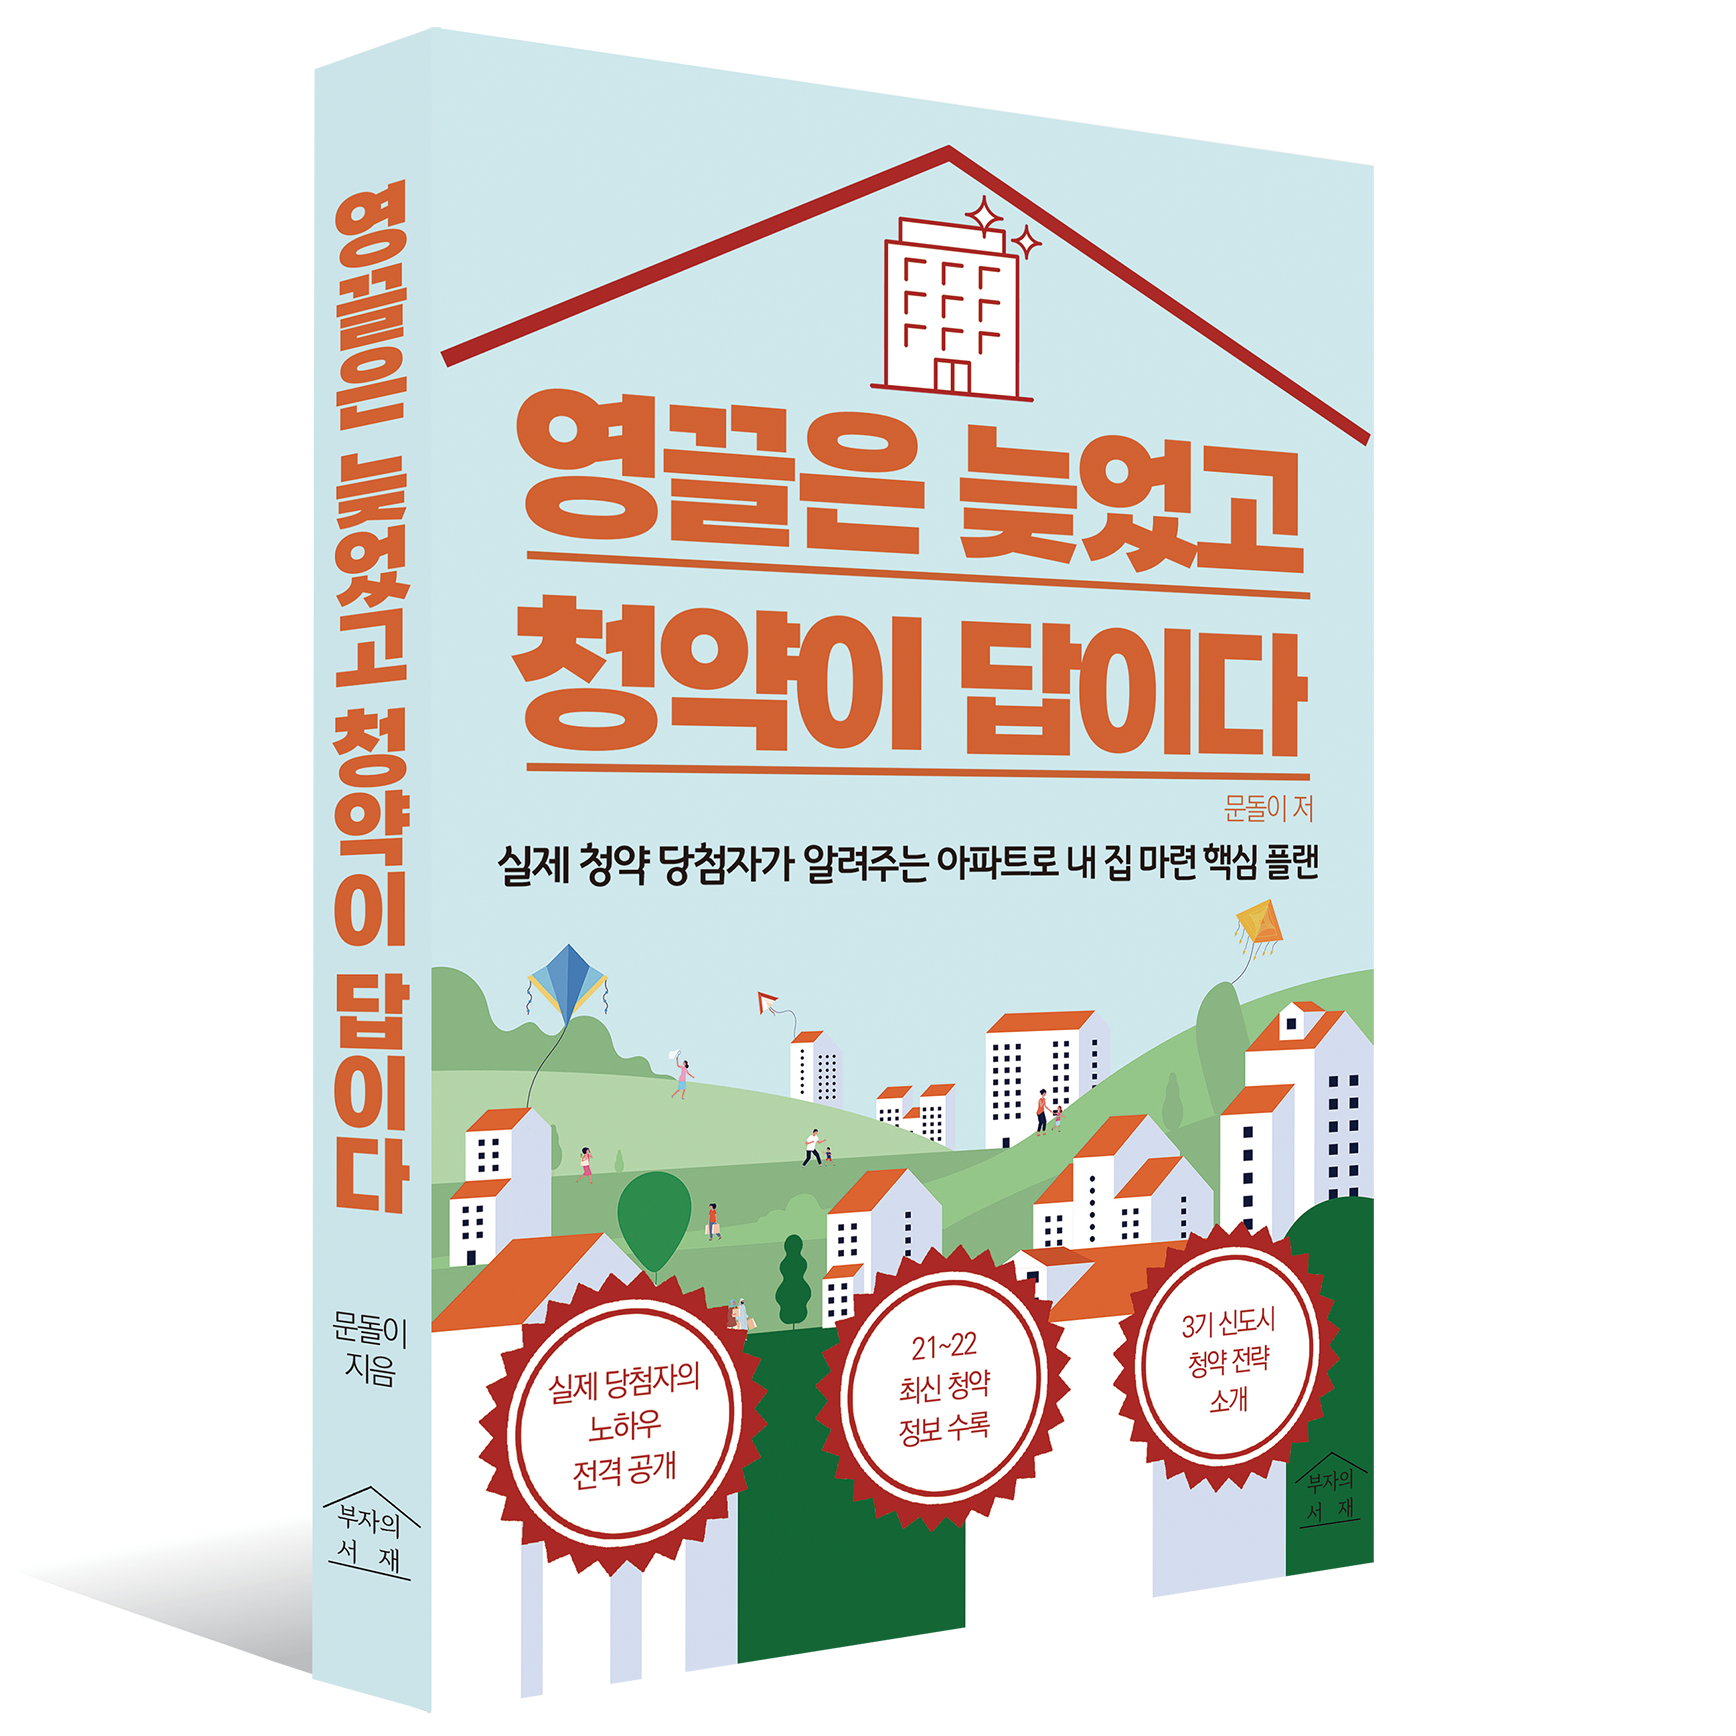 영끌은 늦었고 청약이 답이다
문돌이
지음
부자의
서 재
영끌은 늦었고
청약이 답이다
문돌이 저
실제 청약 당첨자가 알려주는 아파트로 내 집 마련 핵심 플랜
실제 당첨자의
노하우
전격 공개
21~22
최신 청약
정보 수록
3기 신도시
청약 전략
소개
부자의
서 재